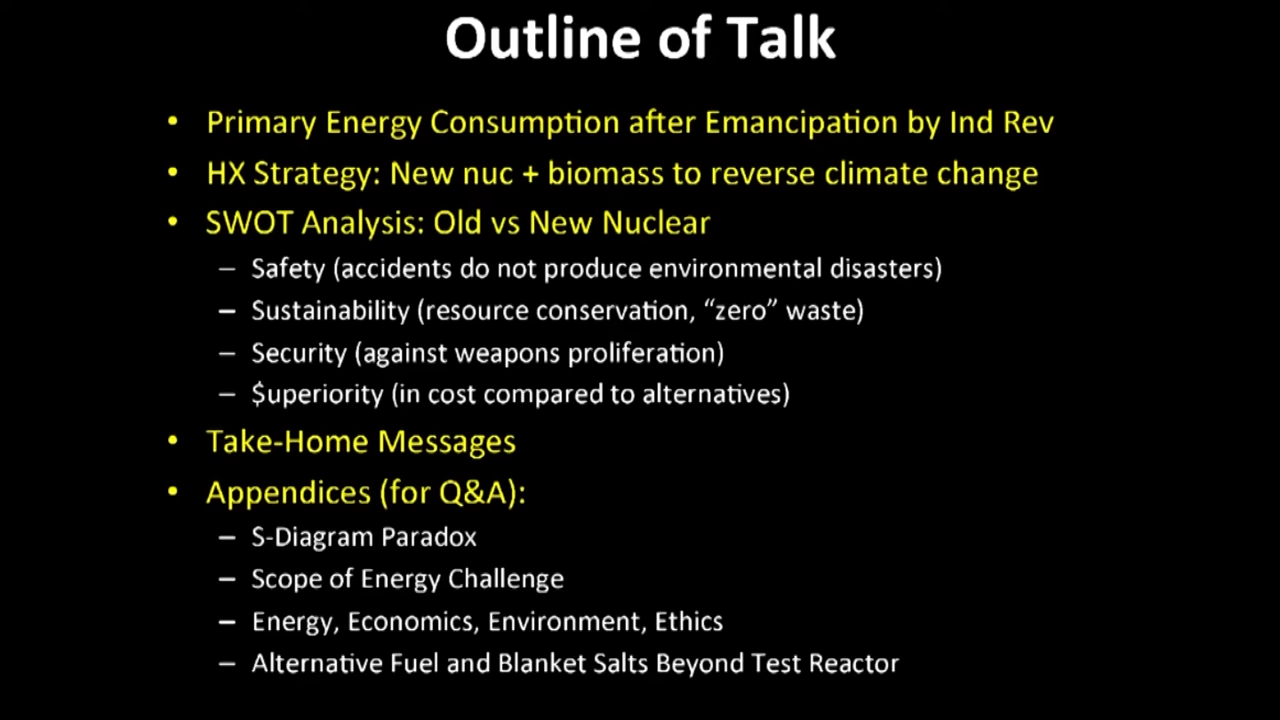 Outline of Talk
• Primary Energy Consumption after Emancipation by Ind Rev
• HX Strategy: New nuc + biomass to reverse climate change
• SWOT Analysis: Old vs New Nuclear
– Safety (accidents do not produce environmental disasters)
– Sustainability (resource conservation, “zero” waste)
– Security (against weapons proliferation)
– $uperiority (in cost compared to alternatives)
• Take-Home Messages
• Appendices (for Q&A):
– S-Diagram Paradox
– Scope of Energy Challenge
– Energy, Economics, Environment, Ethics
– Alternative Fuel and Blanket Salts Beyond Test Reactor